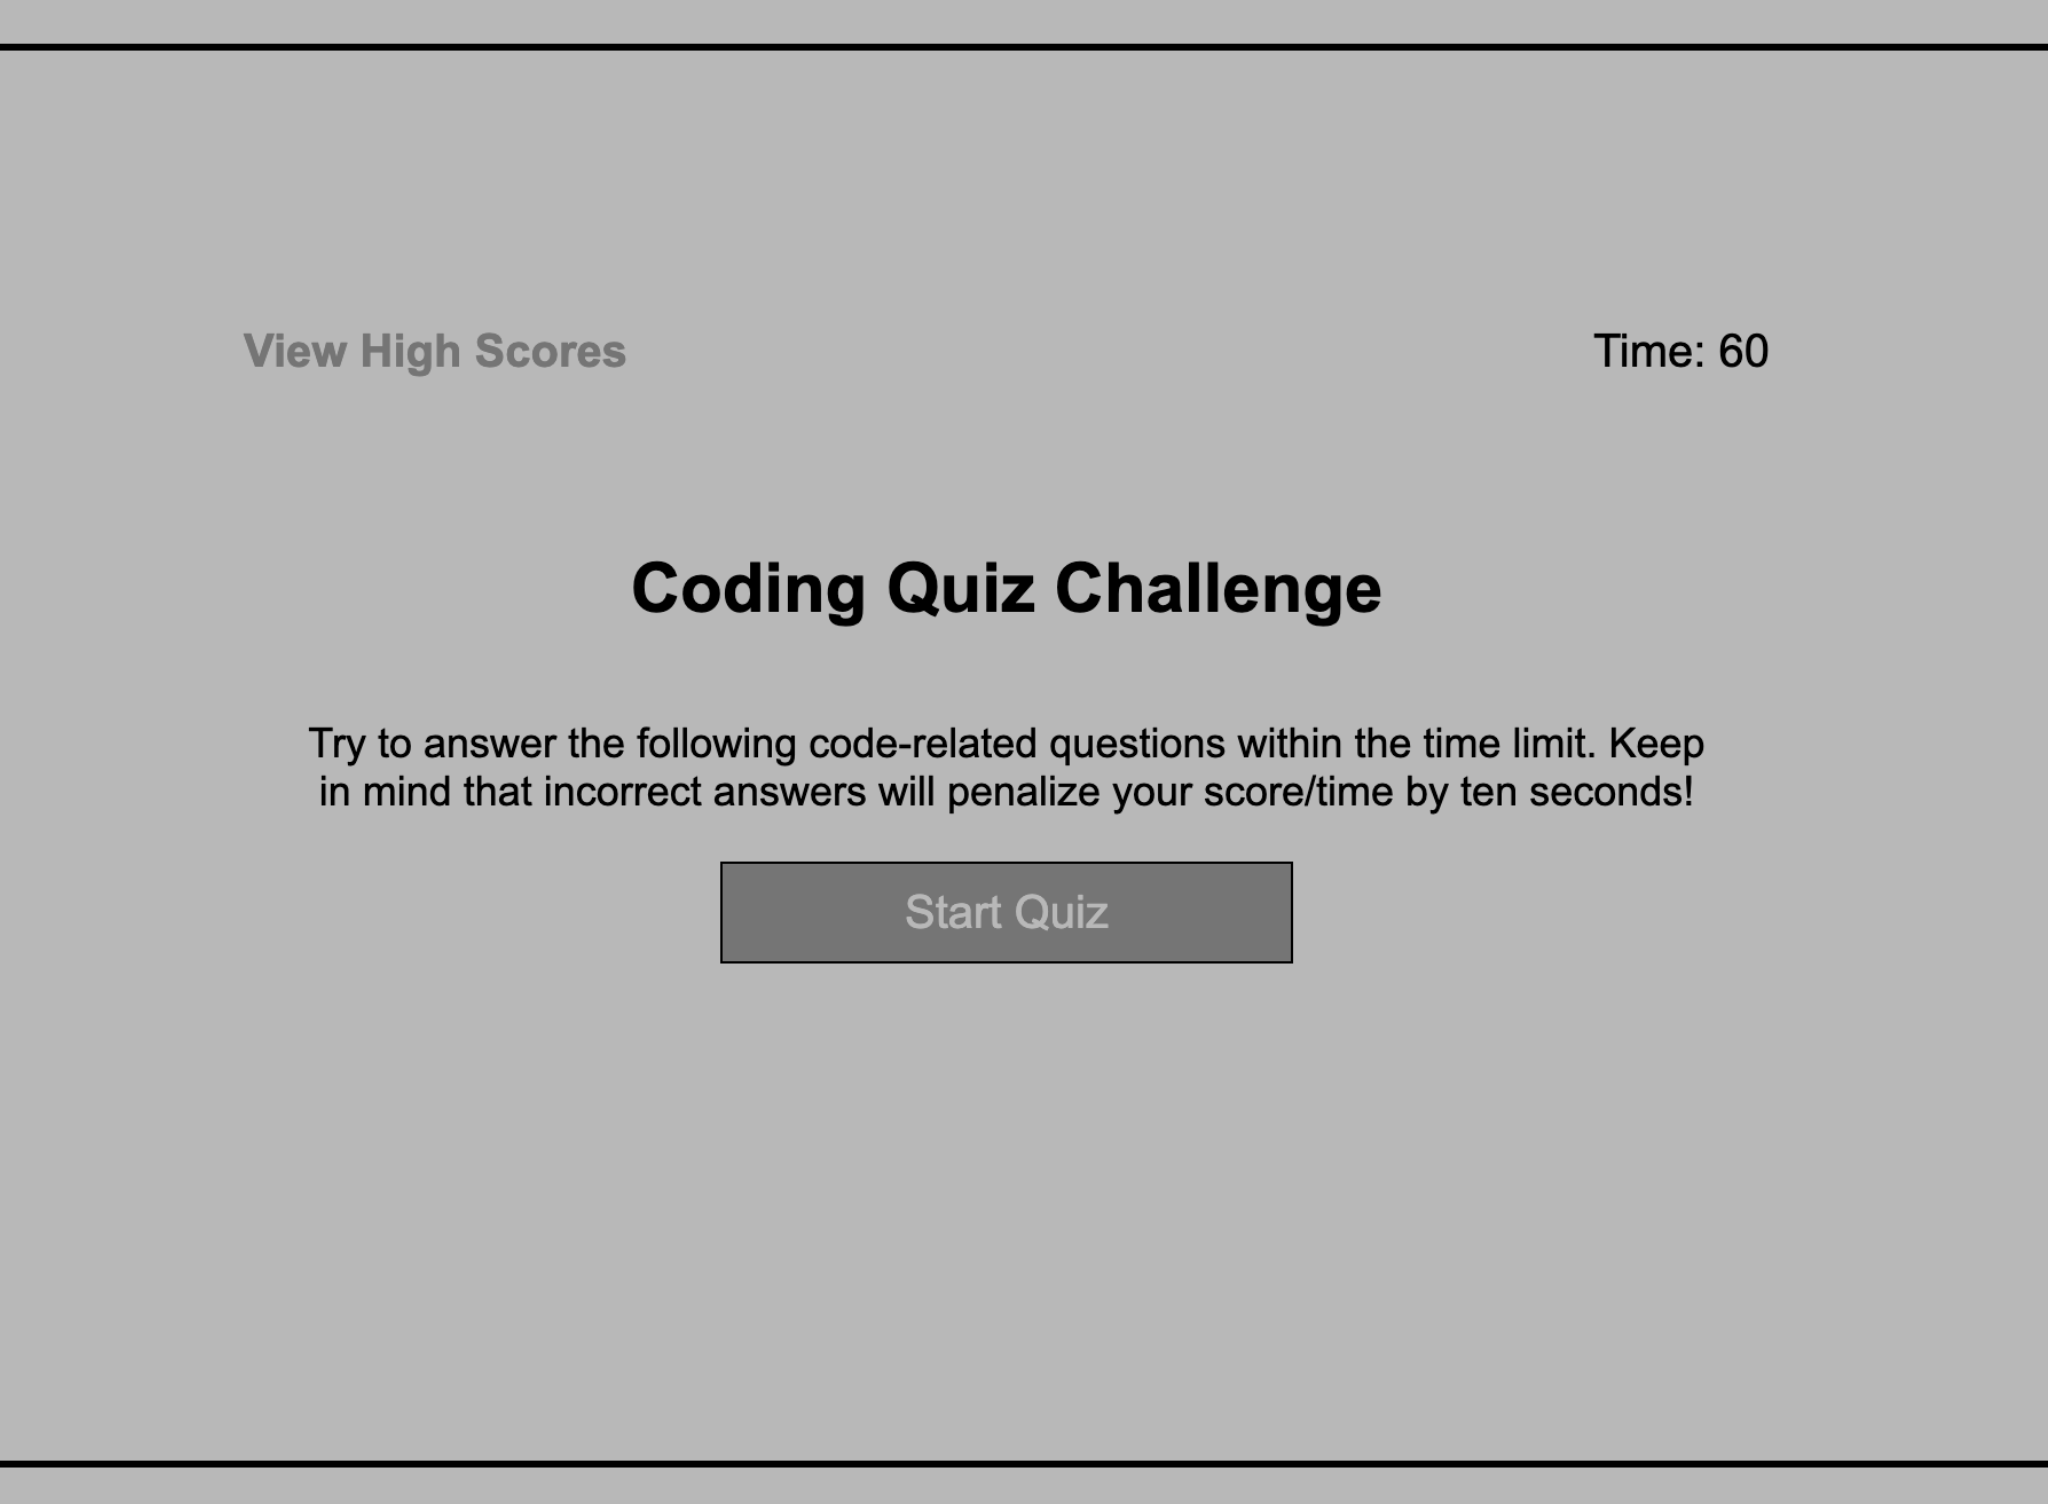 View High Scores
Time: 60
Coding Quiz Challenge
Try to answer the following code-related questions within the time limit. Keep
in mind that incorrect answers will penalize your score/time by ten seconds!
Start Quiz